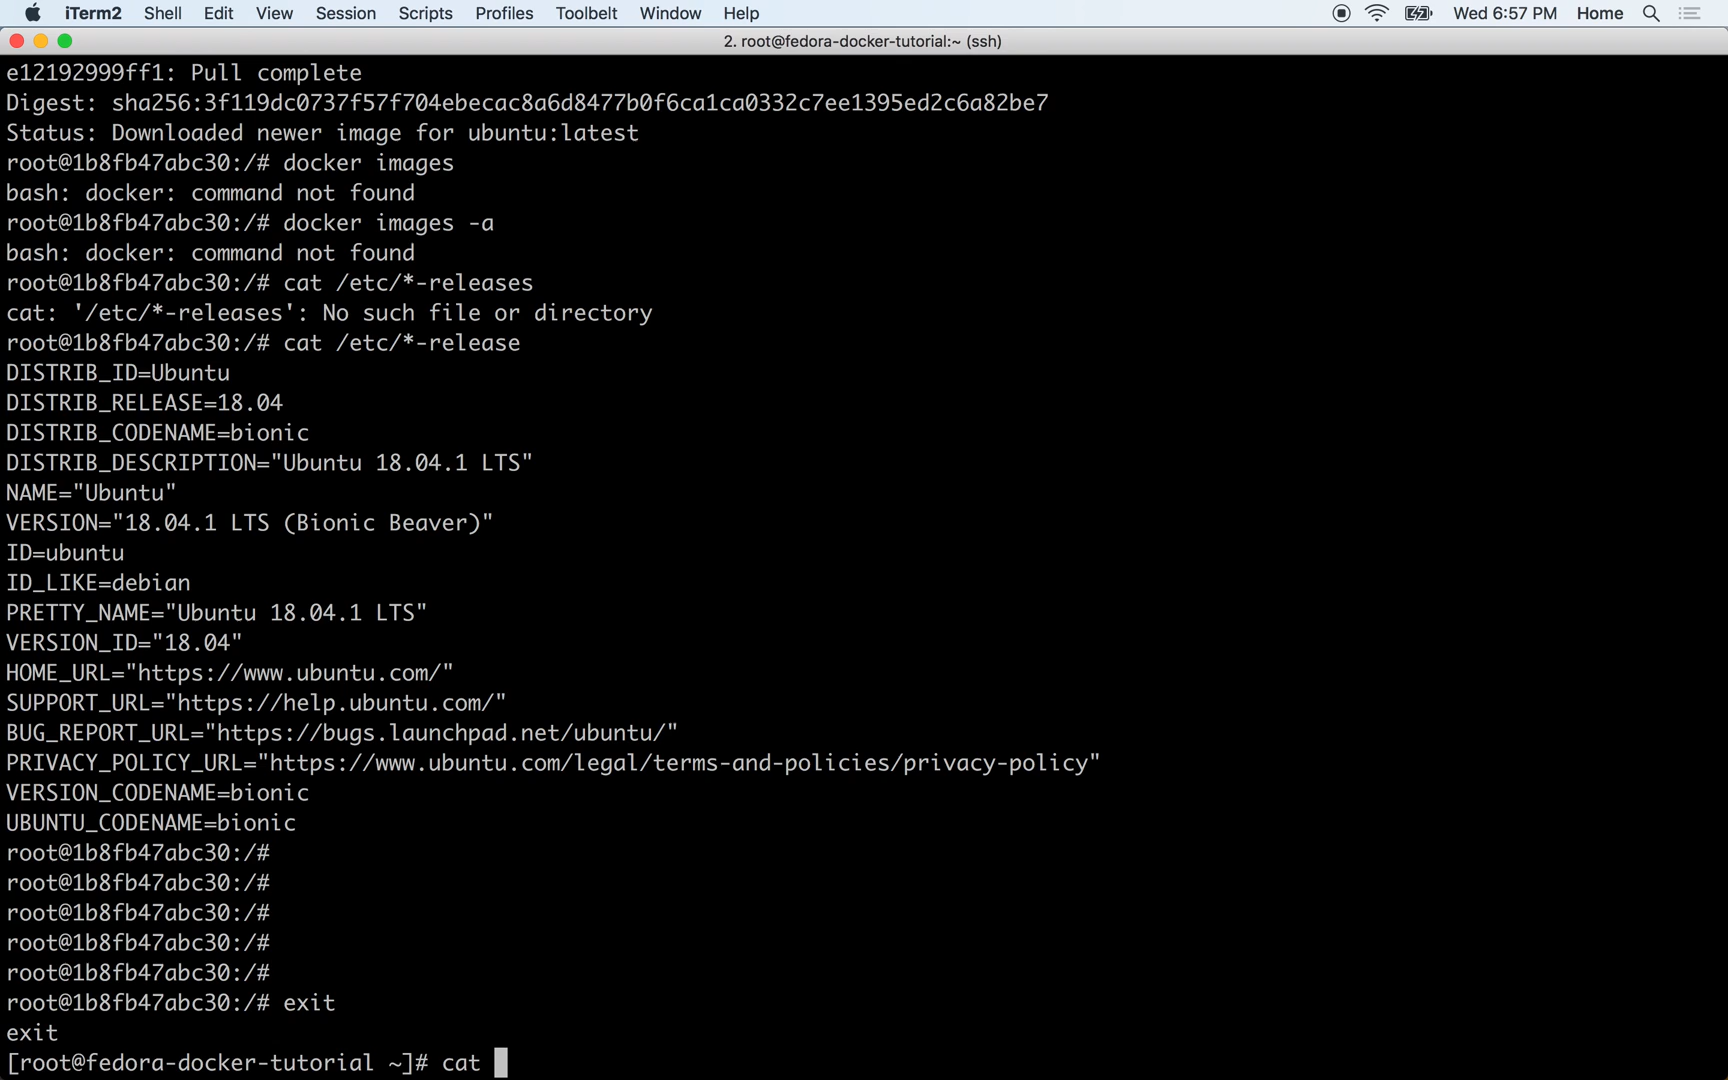 iTerm2 Shell Edit View Session Scripts Profiles Toolbelt Window Help Wed 6:57 PM Home
2. root@fedora-docker-tutorial:~ (ssh)
e12192999ff1: Pull complete
Digest: sha256:3f119dc0737f57f704ebecac8a6d8477b0f6ca1ca0332c7ee1395ed2c6a82be7
Status: Downloaded newer image for ubuntu:latest
root@1b8fb47abc30:/# docker images
bash: docker: command not found
root@1b8fb47abc30:/# docker images -a
bash: docker: command not found
root@1b8fb47abc30:/# cat /etc/*-releases
cat: '/etc/*-releases': No such file or directory
root@1b8fb47abc30:/# cat /etc/*-release
DISTRIB_ID=Ubuntu
DISTRIB_RELEASE=18.04
DISTRIB_CODENAME=bionic
DISTRIB_DESCRIPTION="Ubuntu 18.04.1 LTS"
NAME="Ubuntu"
VERSION="18.04.1 LTS (Bionic Beaver)"
ID=ubuntu
ID_LIKE=debian
PRETTY_NAME="Ubuntu 18.04.1 LTS"
VERSION_ID="18.04"
HOME_URL="https://www.ubuntu.com/"
SUPPORT_URL="https://help.ubuntu.com/"
BUG_REPORT_URL="https://bugs.launchpad.net/ubuntu/"
PRIVACY_POLICY_URL="https://www.ubuntu.com/legal/terms-and-policies/privacy-policy"
VERSION_CODENAME=bionic
UBUNTU_CODENAME=bionic
root@1b8fb47abc30:/#
root@1b8fb47abc30:/#
root@1b8fb47abc30:/#
root@1b8fb47abc30:/#
root@1b8fb47abc30:/#
root@1b8fb47abc30:/# exit
exit
[root@fedora-docker-tutorial ~]# cat